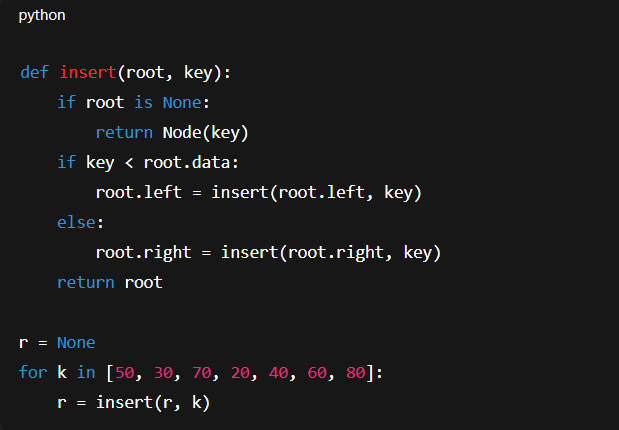 python
def insert(root, key):
    if root is None:
        return Node(key)
    if key < root.data:
        root.left = insert(root.left, key)
    else:
        root.right = insert(root.right, key)
    return root
r = None
for k in [50, 30, 70, 20, 40, 60, 80]:
    r = insert(r, k)